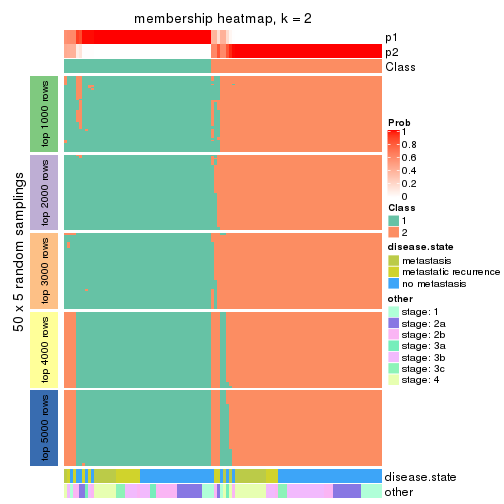 membership heatmap, k = 2
p1
p2
Class
50 x 5 random samplings
top 1000 rows
top 2000 rows
top 3000 rows
top 4000 rows
top 5000 rows
disease.state
other
Prob
1
0.8
0.6
0.4
0.2
0
Class
1
2
disease.state
metastasis
metastatic recurrence
no metastasis
other
stage: 1
stage: 2a
stage: 2b
stage: 3a
stage: 3b
stage: 3c
stage: 4